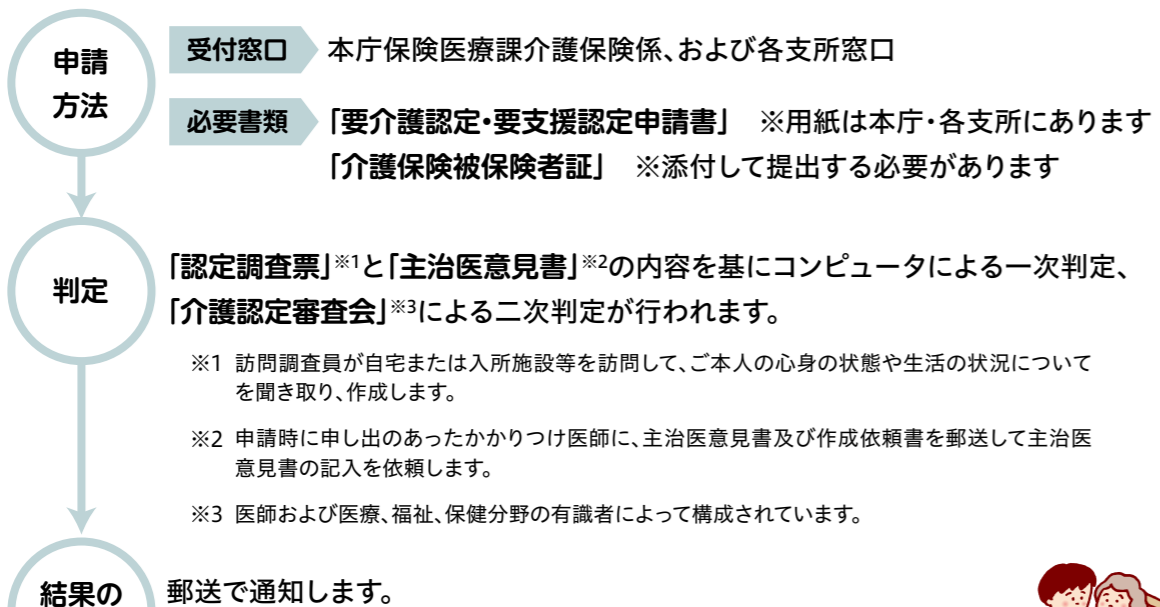 申請
方法
受付窓口 本庁保険医療課介護保険係、および各支所窓口
必要書類 「要介護認定・要支援認定申請書」 ※用紙は本庁・各支所にあります
「介護保険被保険者証」 ※添付して提出する必要があります
判定
「認定調査票」※1と「主治医意見書」※2の内容を基にコンピュータによる一次判定、
「介護認定審査会」※3による二次判定が行われます。
※1 訪問調査員が自宅または入所施設等を訪問して、ご本人の心身の状態や生活の状況について
を聞き取り、作成します。
※2 申請時に申し出のあったかかりつけ医師に、主治医意見書及び作成依頼書を郵送して主治医
意見書の記入を依頼します。
※3 医師および医療、福祉、保健分野の有識者によって構成されています。
結果の
郵送で通知します。